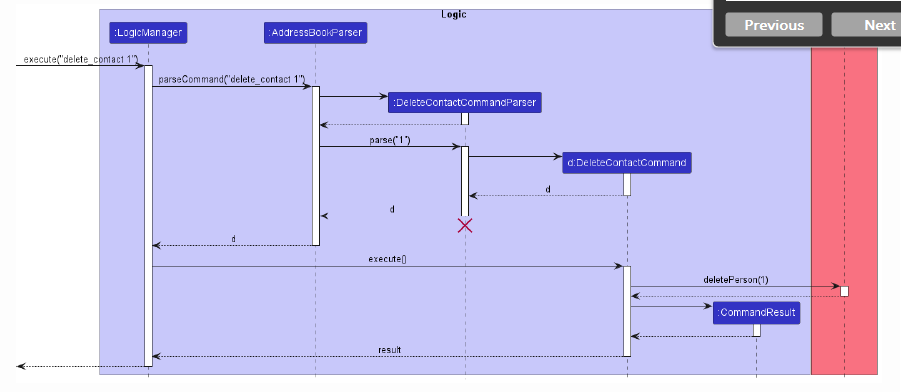 Logic
Previous
Next
:LogicManager
:AddressBookParser
execute("delete_contact 1")
parseCommand("delete_contact 1")
:DeleteContactCommandParser
parse("1")
d:DeleteContactCommand
d
d
d
execute()
deletePerson(1)
:CommandResult
result